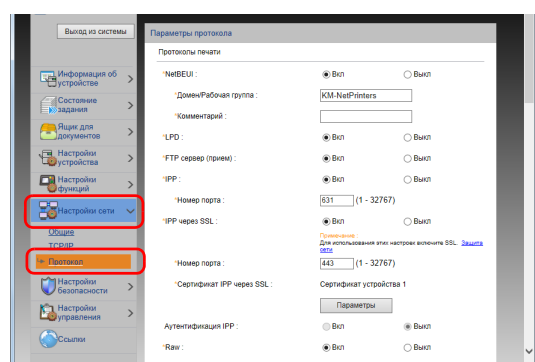 Выход из системы
Информация об
устройстве
Состояние
задания
Ящик для
документов
Настройки
устройства
Настройки
функций
Настройки сети
Общие
TCP/IP
Протокол
Настройки
безопасности
Настройки
управления
Ссылки
Параметры протокола
Протоколы печати
*NetBEUI : Вкл Выкл
*Домен/Рабочая группа : KM-NetPrinters
*Комментарий :
*LPD : Вкл Выкл
*FTP сервер (прием) : Вкл Выкл
*IPP : Вкл Выкл
*Номер порта : 631 (1 - 32767)
*IPP через SSL : Вкл Выкл
Примечание :
Для использования этих настроек включите SSL. Защита
сети
*Номер порта : 443 (1 - 32767)
*Сертификат IPP через SSL : Сертификат устройства 1
Параметры
Аутентификация IPP : Вкл Выкл
*Raw : Вкл Выкл